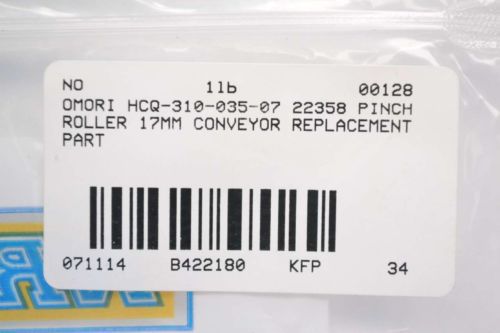 NO 1lb 00128
OMORI HCQ-310-035-07 22358 PINCH
ROLLER 17MM CONVEYOR REPLACEMENT
PART
071114 B422180 KFP 34